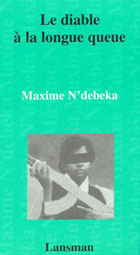 Le diable
à la longue queue
Maxime N'debeka
Lansman